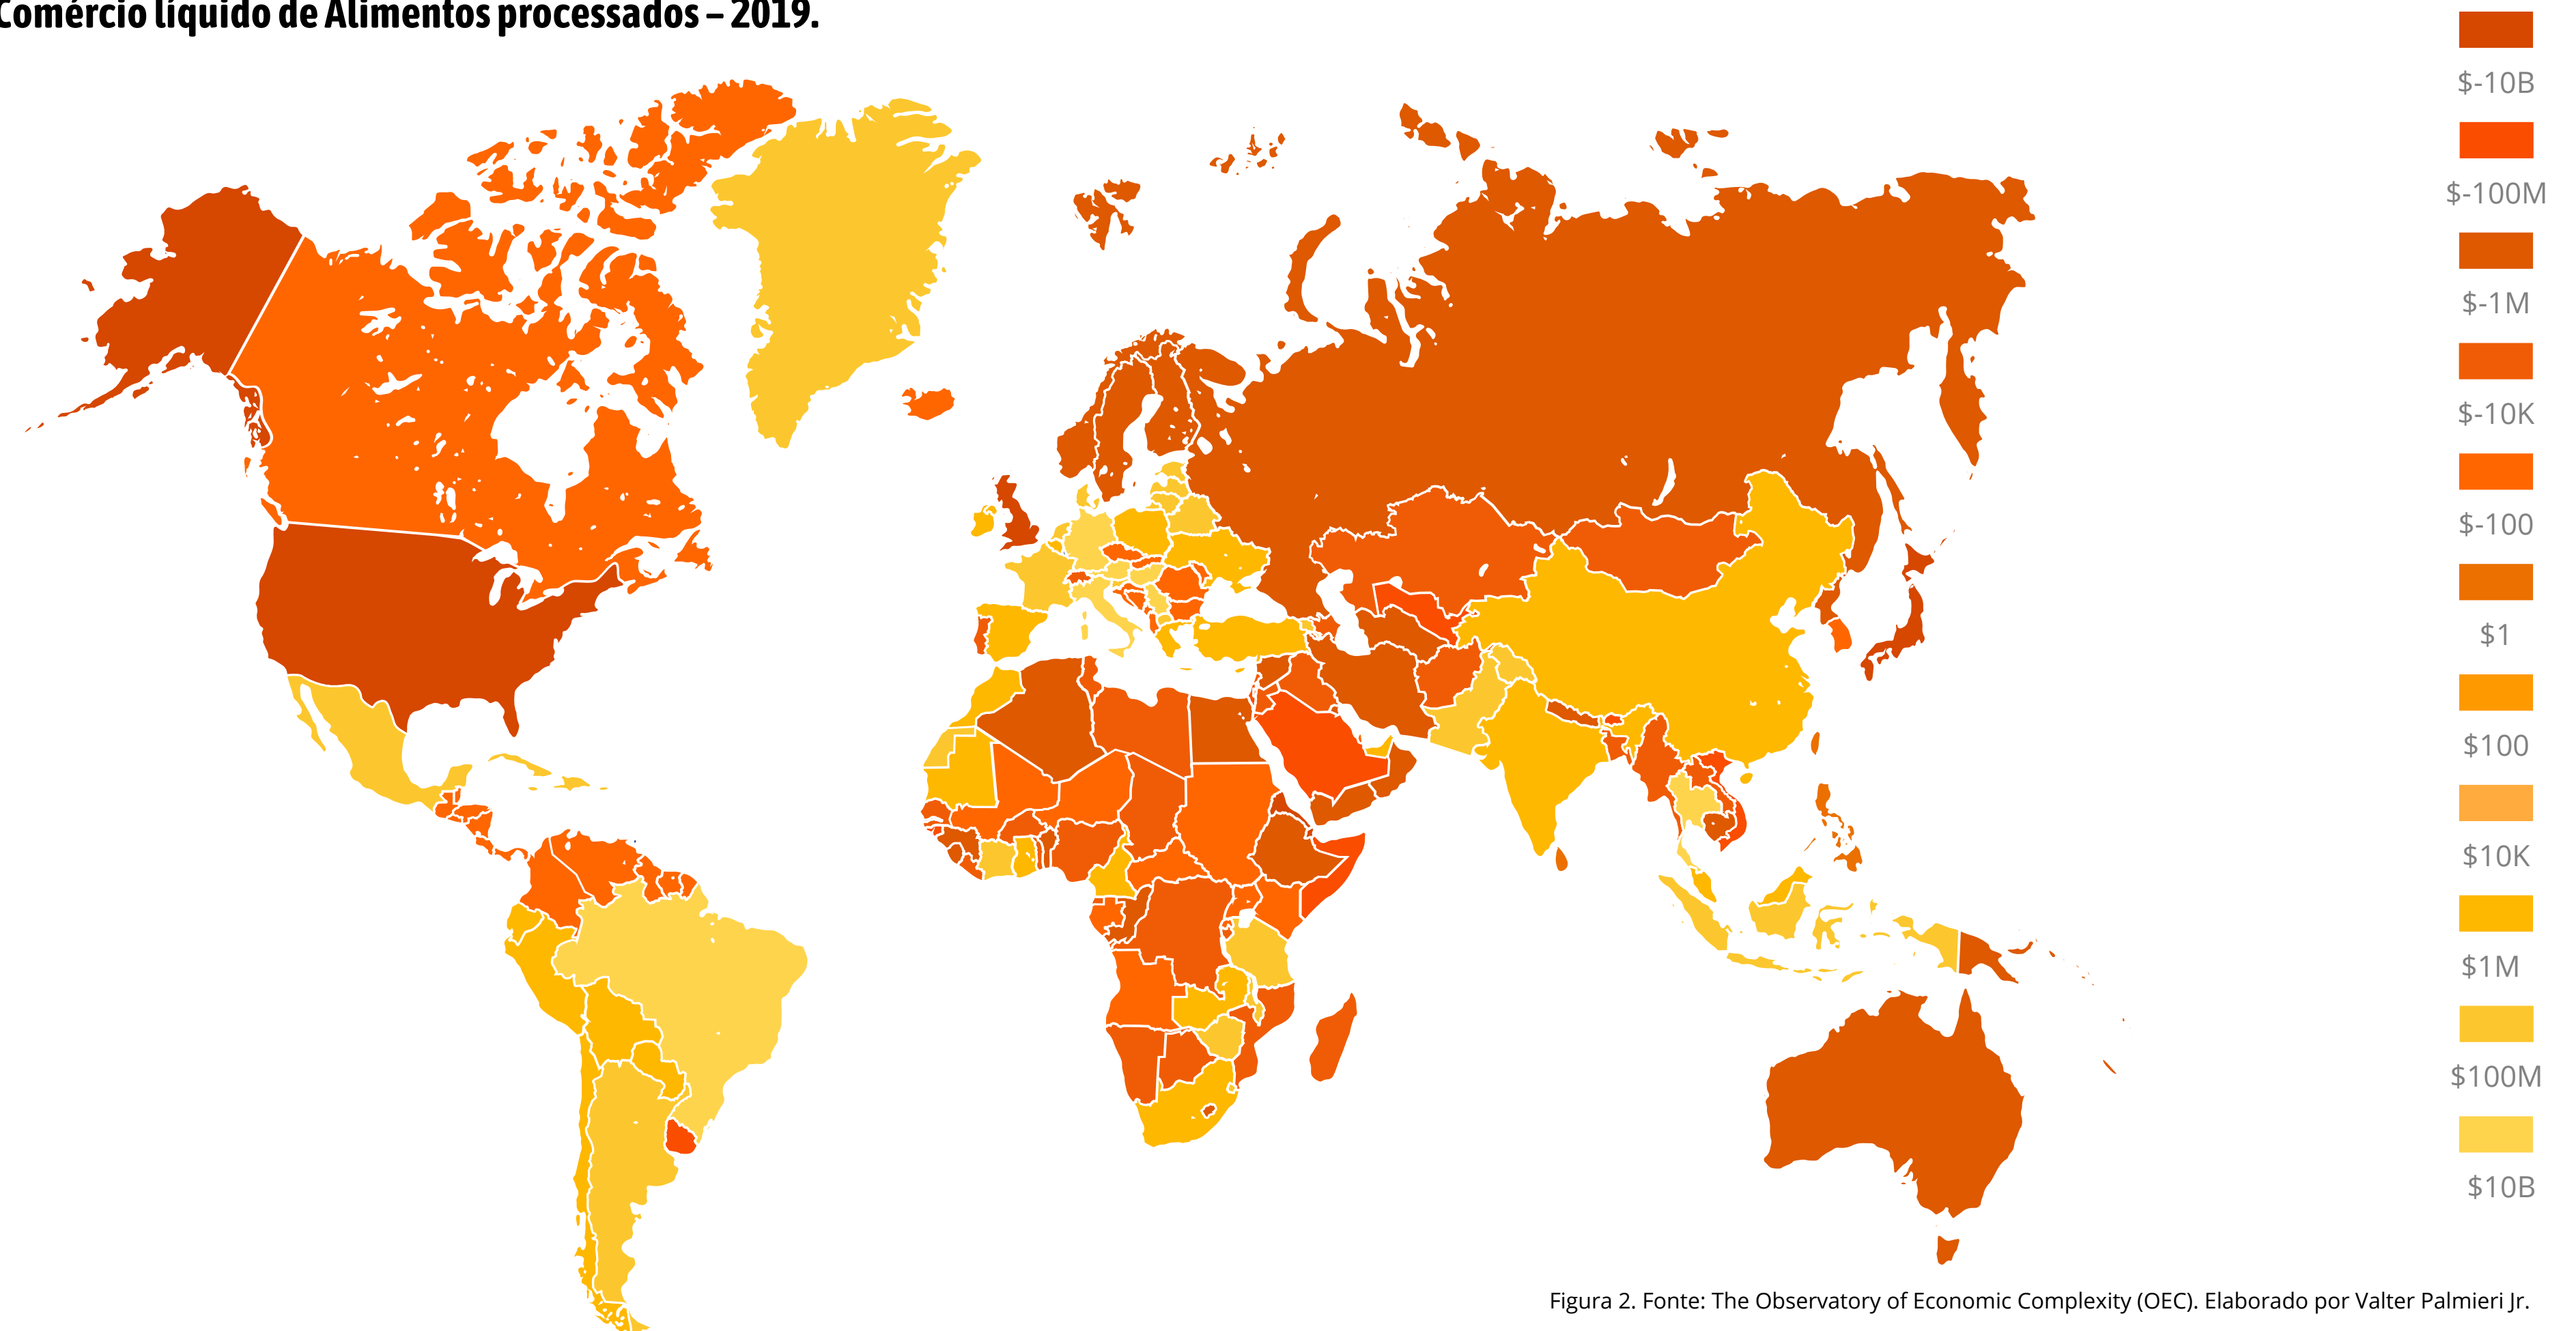 Comércio líquido de Alimentos processados – 2019.
$-10B
$-100M
$-1M
$-10K
$-100
$1
$100
$10K
$1M
$100M
$10B
Figura 2. Fonte: The Observatory of Economic Complexity (OEC). Elaborado por Valter Palmieri Jr.